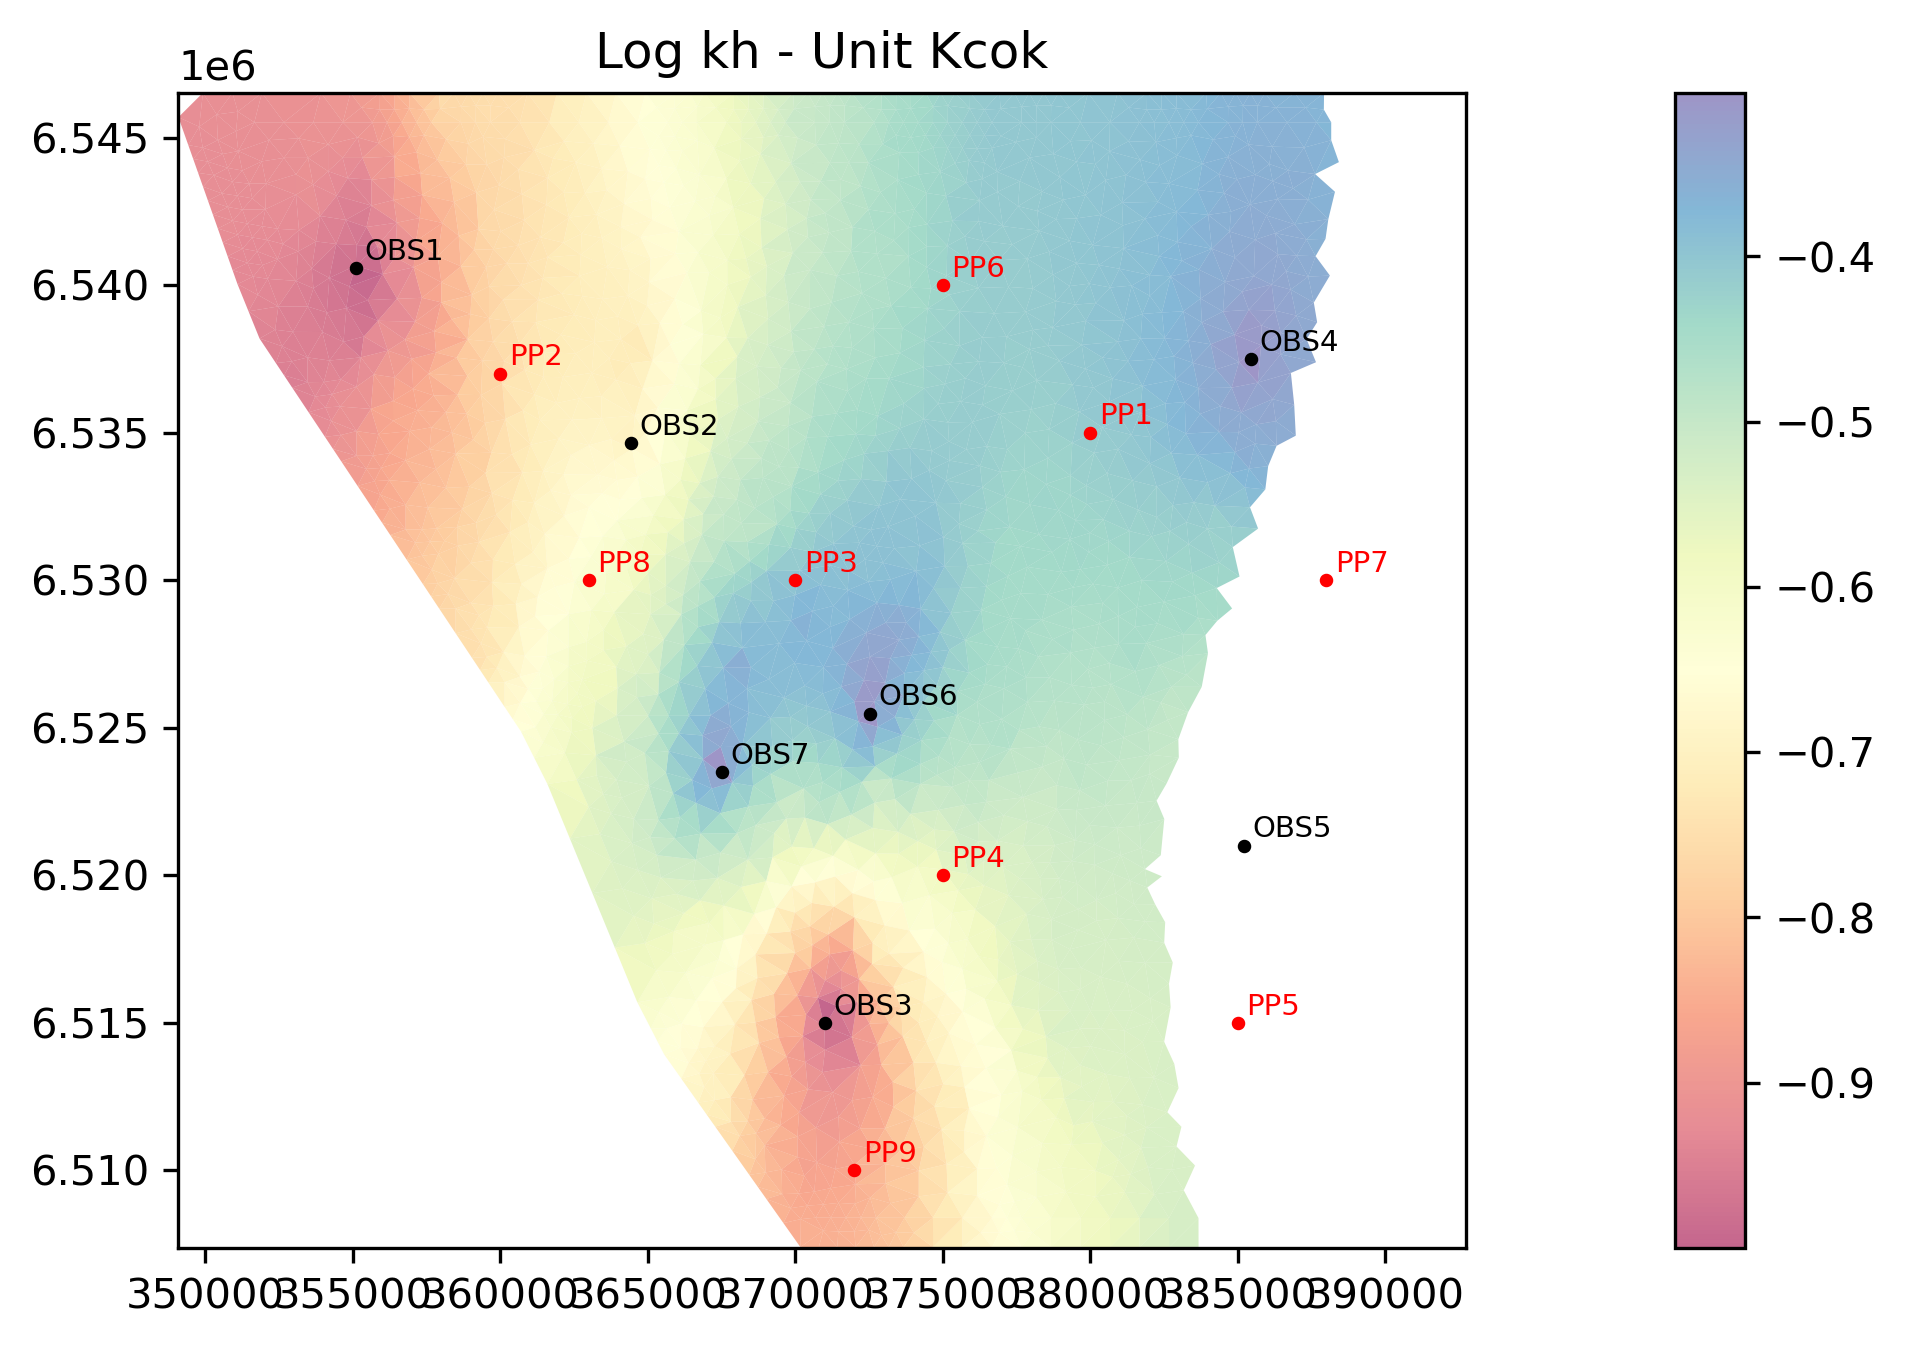 Log kh - Unit Kcok
1e6
6.545
6.540
6.535
6.530
6.525
6.520
6.515
6.510
OBS1
PP6
OBS4
PP2
PP1
OBS2
PP8
PP3
PP7
OBS6
OBS7
OBS5
PP4
OBS3
PP5
PP9
350000 355000 360000 365000 370000 375000 380000 385000 390000
−0.4
−0.5
−0.6
−0.7
−0.8
−0.9